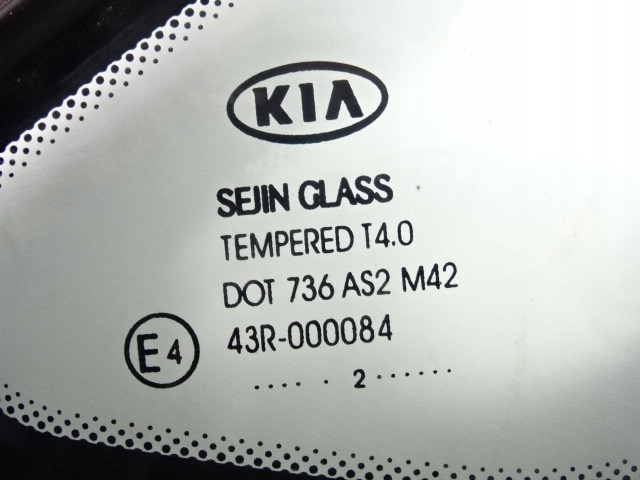 KIA
SEJIN GLASS
TEMPERED T4.0
DOT 736 AS2 M42
E4 43R-000084
.... . 2 ......